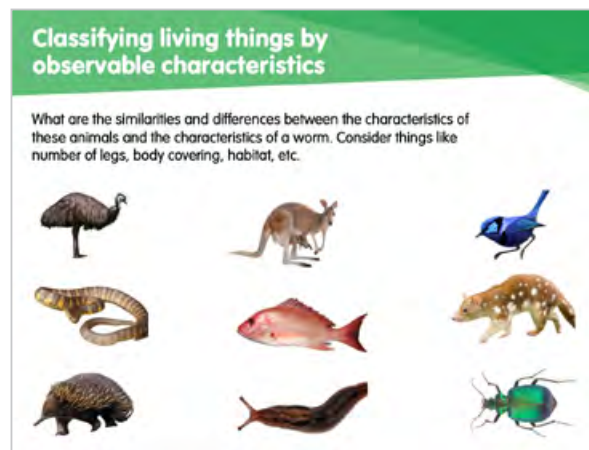 Classifying living things by
observable characteristics
What are the similarities and differences between the characteristics of
these animals and the characteristics of a worm. Consider things like
number of legs, body covering, habitat, etc.